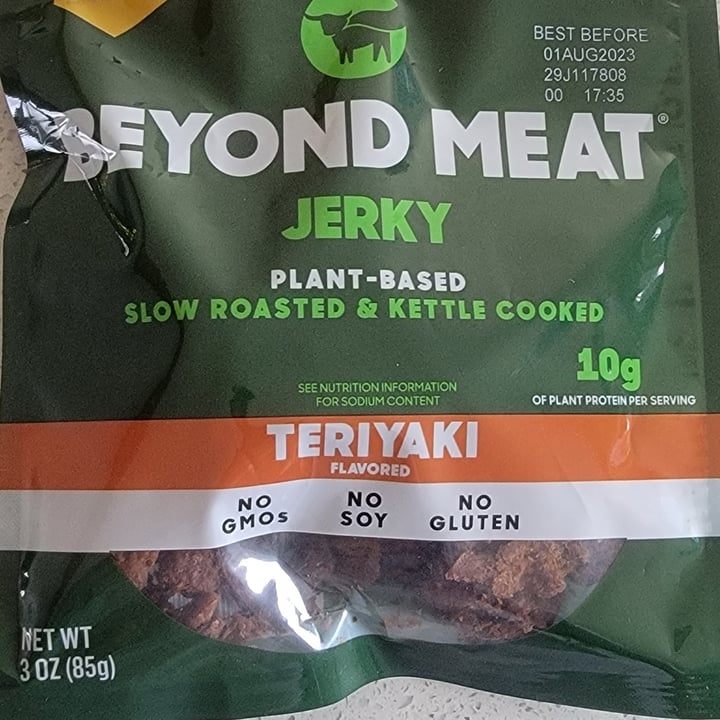 BEST BEFORE
01AUG2023
29J117808
00 17:35
BEYOND MEAT®
JERKY
PLANT-BASED
SLOW ROASTED & KETTLE COOKED
10g
OF PLANT PROTEIN PER SERVING
SEE NUTRITION INFORMATION
FOR SODIUM CONTENT
TERIYAKI
FLAVORED
NO GMOs
NO SOY
NO GLUTEN
NET WT
3 OZ (85g)